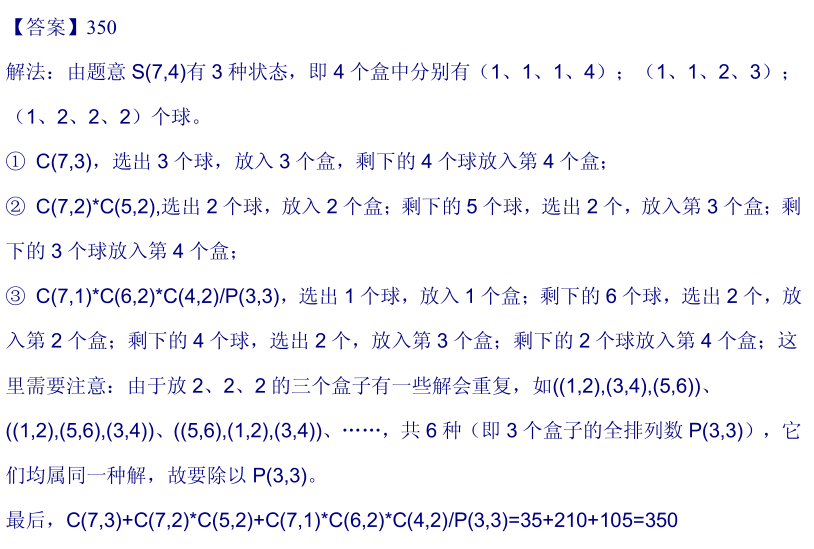 【答案】350
解法：由题意 S(7,4)有 3 种状态，即 4 个盒中分别有（1、1、1、4）；（1、1、2、3）；
（1、2、2、2）个球。
① C(7,3)，选出 3 个球，放入 3 个盒，剩下的 4 个球放入第 4 个盒；
② C(7,2)*C(5,2),选出 2 个球，放入 2 个盒；剩下的 5 个球，选出 2 个，放入第 3 个盒；剩
下的 3 个球放入第 4 个盒；
③ C(7,1)*C(6,2)*C(4,2)/P(3,3)，选出 1 个球，放入 1 个盒；剩下的 6 个球，选出 2 个，放
入第 2 个盒；剩下的 4 个球，选出 2 个，放入第 3 个盒；剩下的 2 个球放入第 4 个盒；这
里需要注意：由于放 2、2、2 的三个盒子有一些解会重复，如((1,2),(3,4),(5,6))、
((1,2),(5,6),(3,4))、((5,6),(1,2),(3,4))、……，共 6 种（即 3 个盒子的全排列数 P(3,3)），它
们均属同一种解，故要除以 P(3,3)。
最后，C(7,3)+C(7,2)*C(5,2)+C(7,1)*C(6,2)*C(4,2)/P(3,3)=35+210+105=350